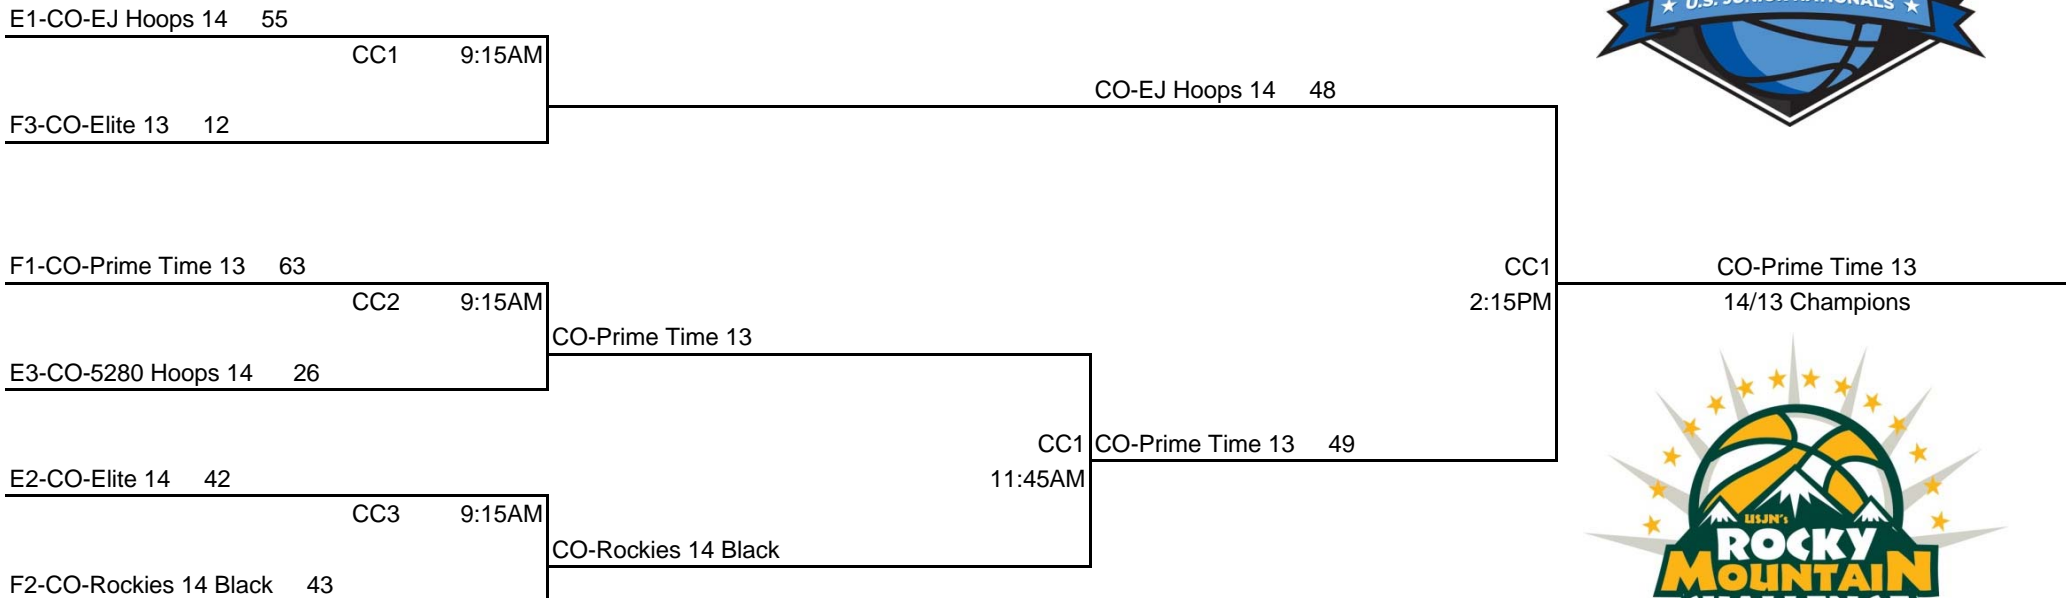 ★ U.S. JUNIOR NATIONALS ★
E1-CO-EJ Hoops 14 55
CC1 9:15AM
CO-EJ Hoops 14 48
F3-CO-Elite 13 12
F1-CO-Prime Time 13 63
CC1
CO-Prime Time 13
CC2 9:15AM
2:15PM
14/13 Champions
CO-Prime Time 13
E3-CO-5280 Hoops 14 26
CC1
CO-Prime Time 13 49
E2-CO-Elite 14 42
11:45AM
CC3 9:15AM
CO-Rockies 14 Black
F2-CO-Rockies 14 Black 43
USJN's
ROCKY
MOUNTAIN